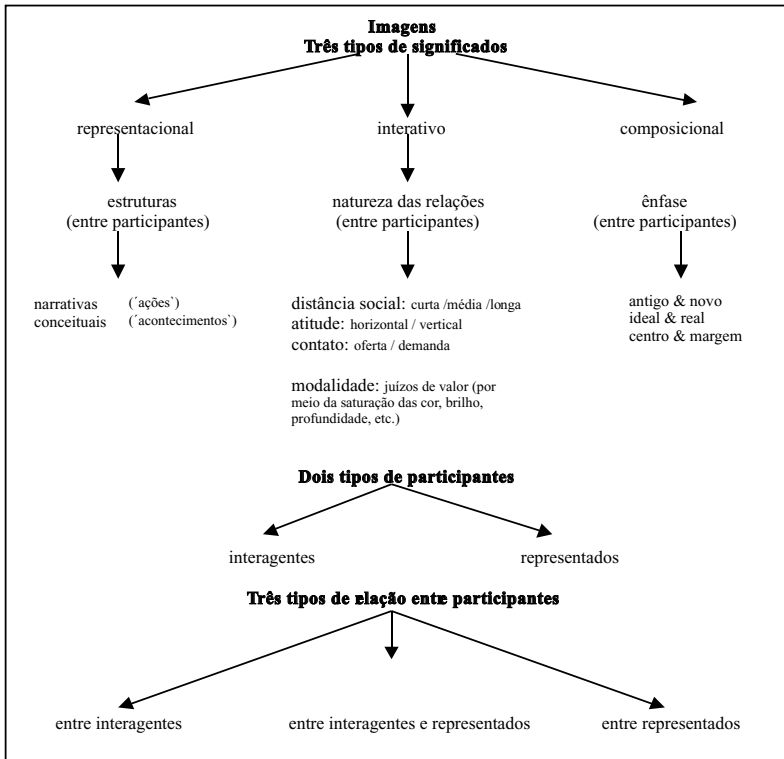 Imagens
Três tipos de significados
representacional interativo composicional
estruturas
(entre participantes)
natureza das relações
(entre participantes)
ênfase
(entre participantes)
narrativas (´ações`)
conceituais (´acontecimentos`)
distância social: curta /média /longa
atitude: horizontal / vertical
contato: oferta / demanda
modalidade: juízos de valor (por
meio da saturação das cor, brilho,
profundidade, etc.)
antigo & novo
ideal & real
centro & margem
Dois tipos de participantes
interagentes representados
Três tipos de relação entre participantes
entre interagentes entre interagentes e representados entre representados